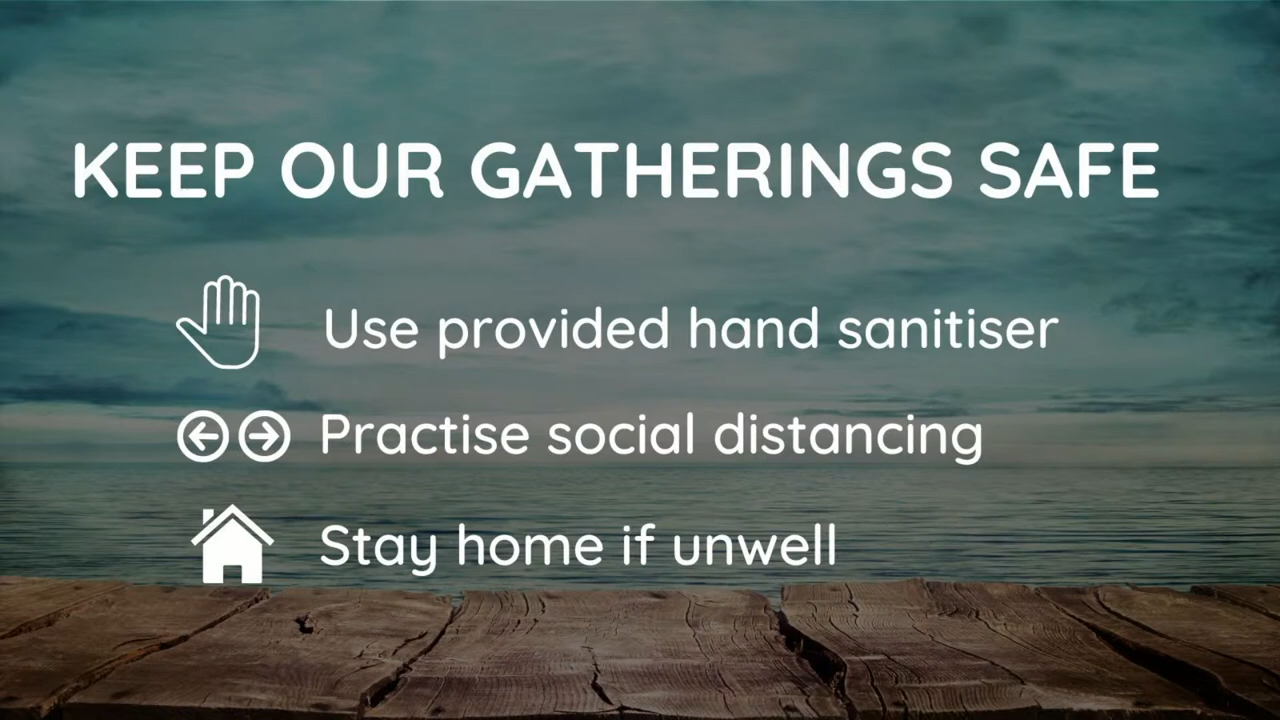 KEEP OUR GATHERINGS SAFE
Use provided hand sanitiser
Practise social distancing
Stay home if unwell